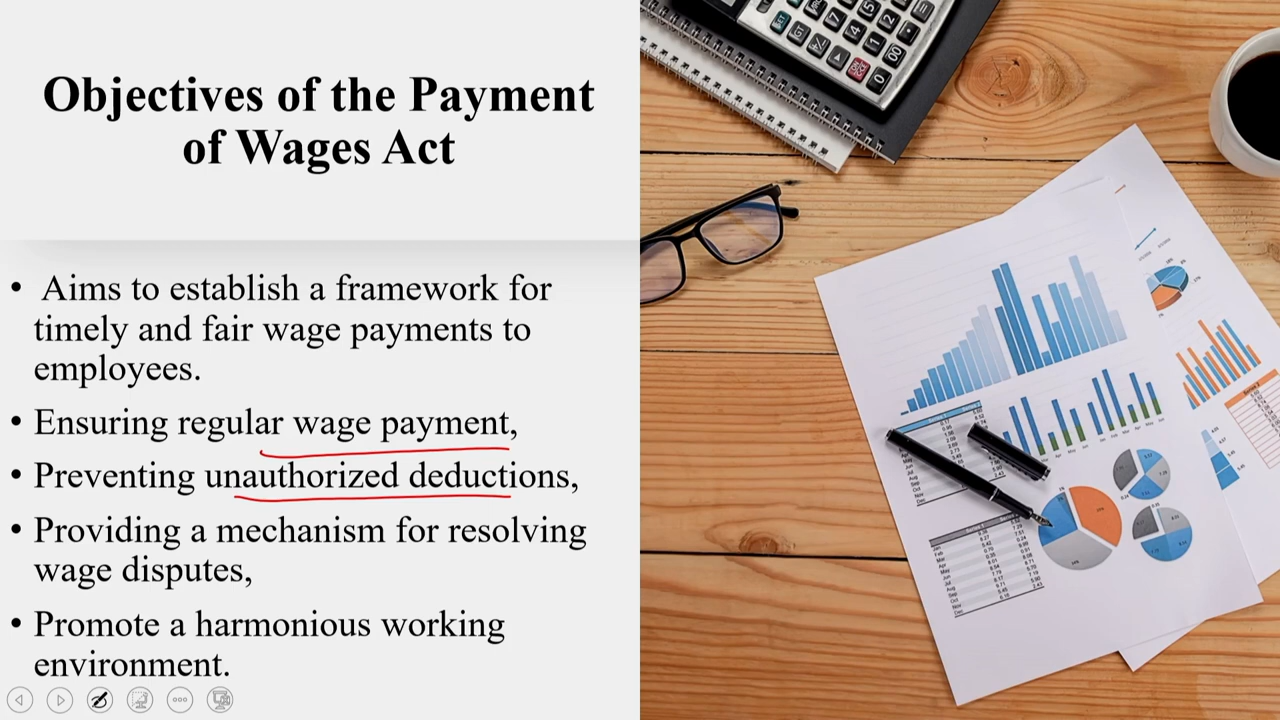 Objectives of the Payment
of Wages Act
• Aims to establish a framework for
timely and fair wage payments to
employees.
• Ensuring regular wage payment,
• Preventing unauthorized deductions,
• Providing a mechanism for resolving
wage disputes,
• Promote a harmonious working
environment.